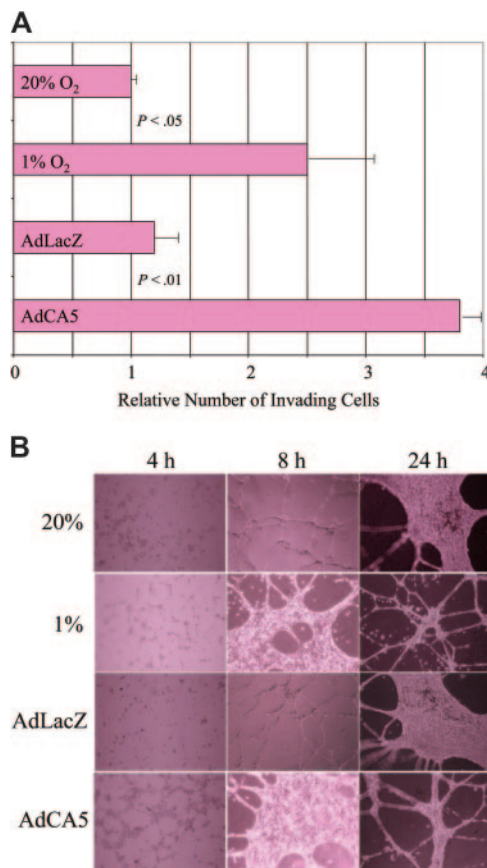 A
20% O₂
P < .05
1% O₂
AdLacZ
P < .01
AdCA5
0 1 2 3 4
Relative Number of Invading Cells
B
4 h 8 h 24 h
20%
1%
AdLacZ
AdCA5